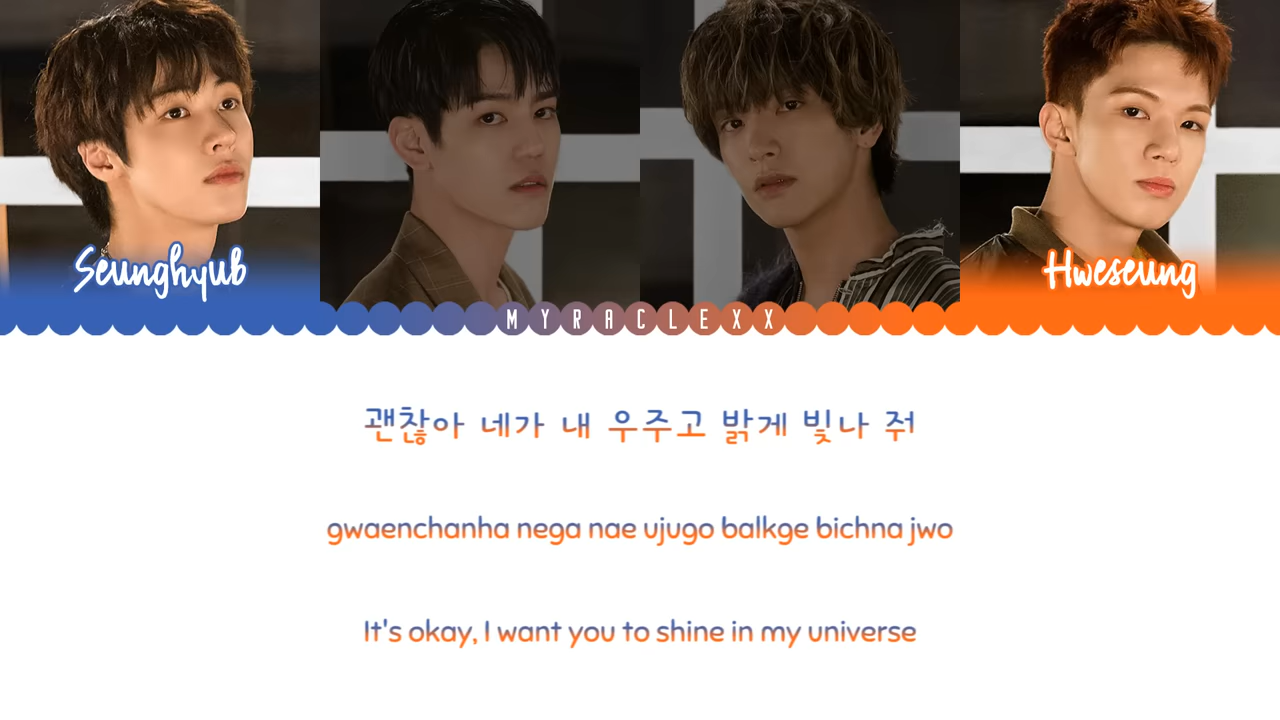 Seunghyub
Hweseung
MYRACLEXX
괜찮아 네가 내 우주고 밝게 빛나 줘
gwaenchanha nega nae ujugo balkge bichna jwo
It's okay, I want you to shine in my universe